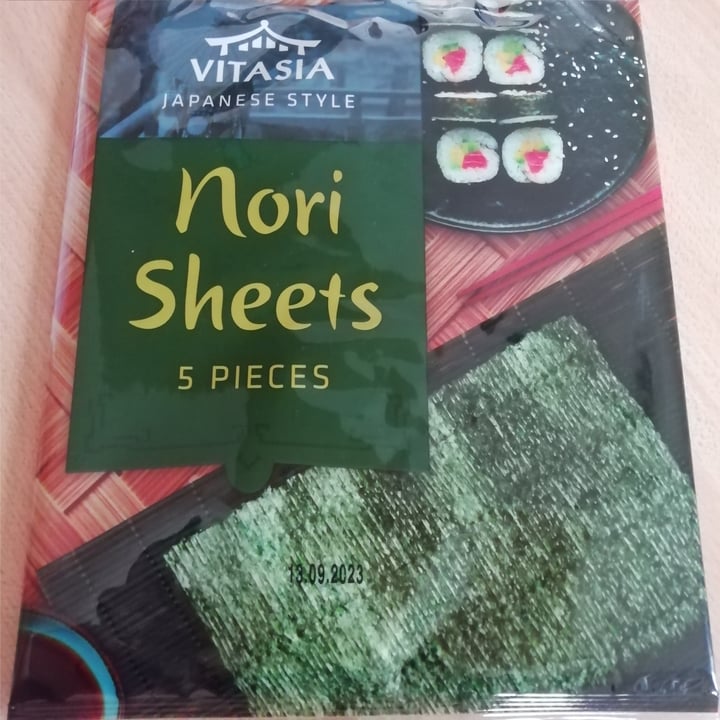 VITASIA
JAPANESE STYLE
Nori
Sheets
5 PIECES
13.09.2023